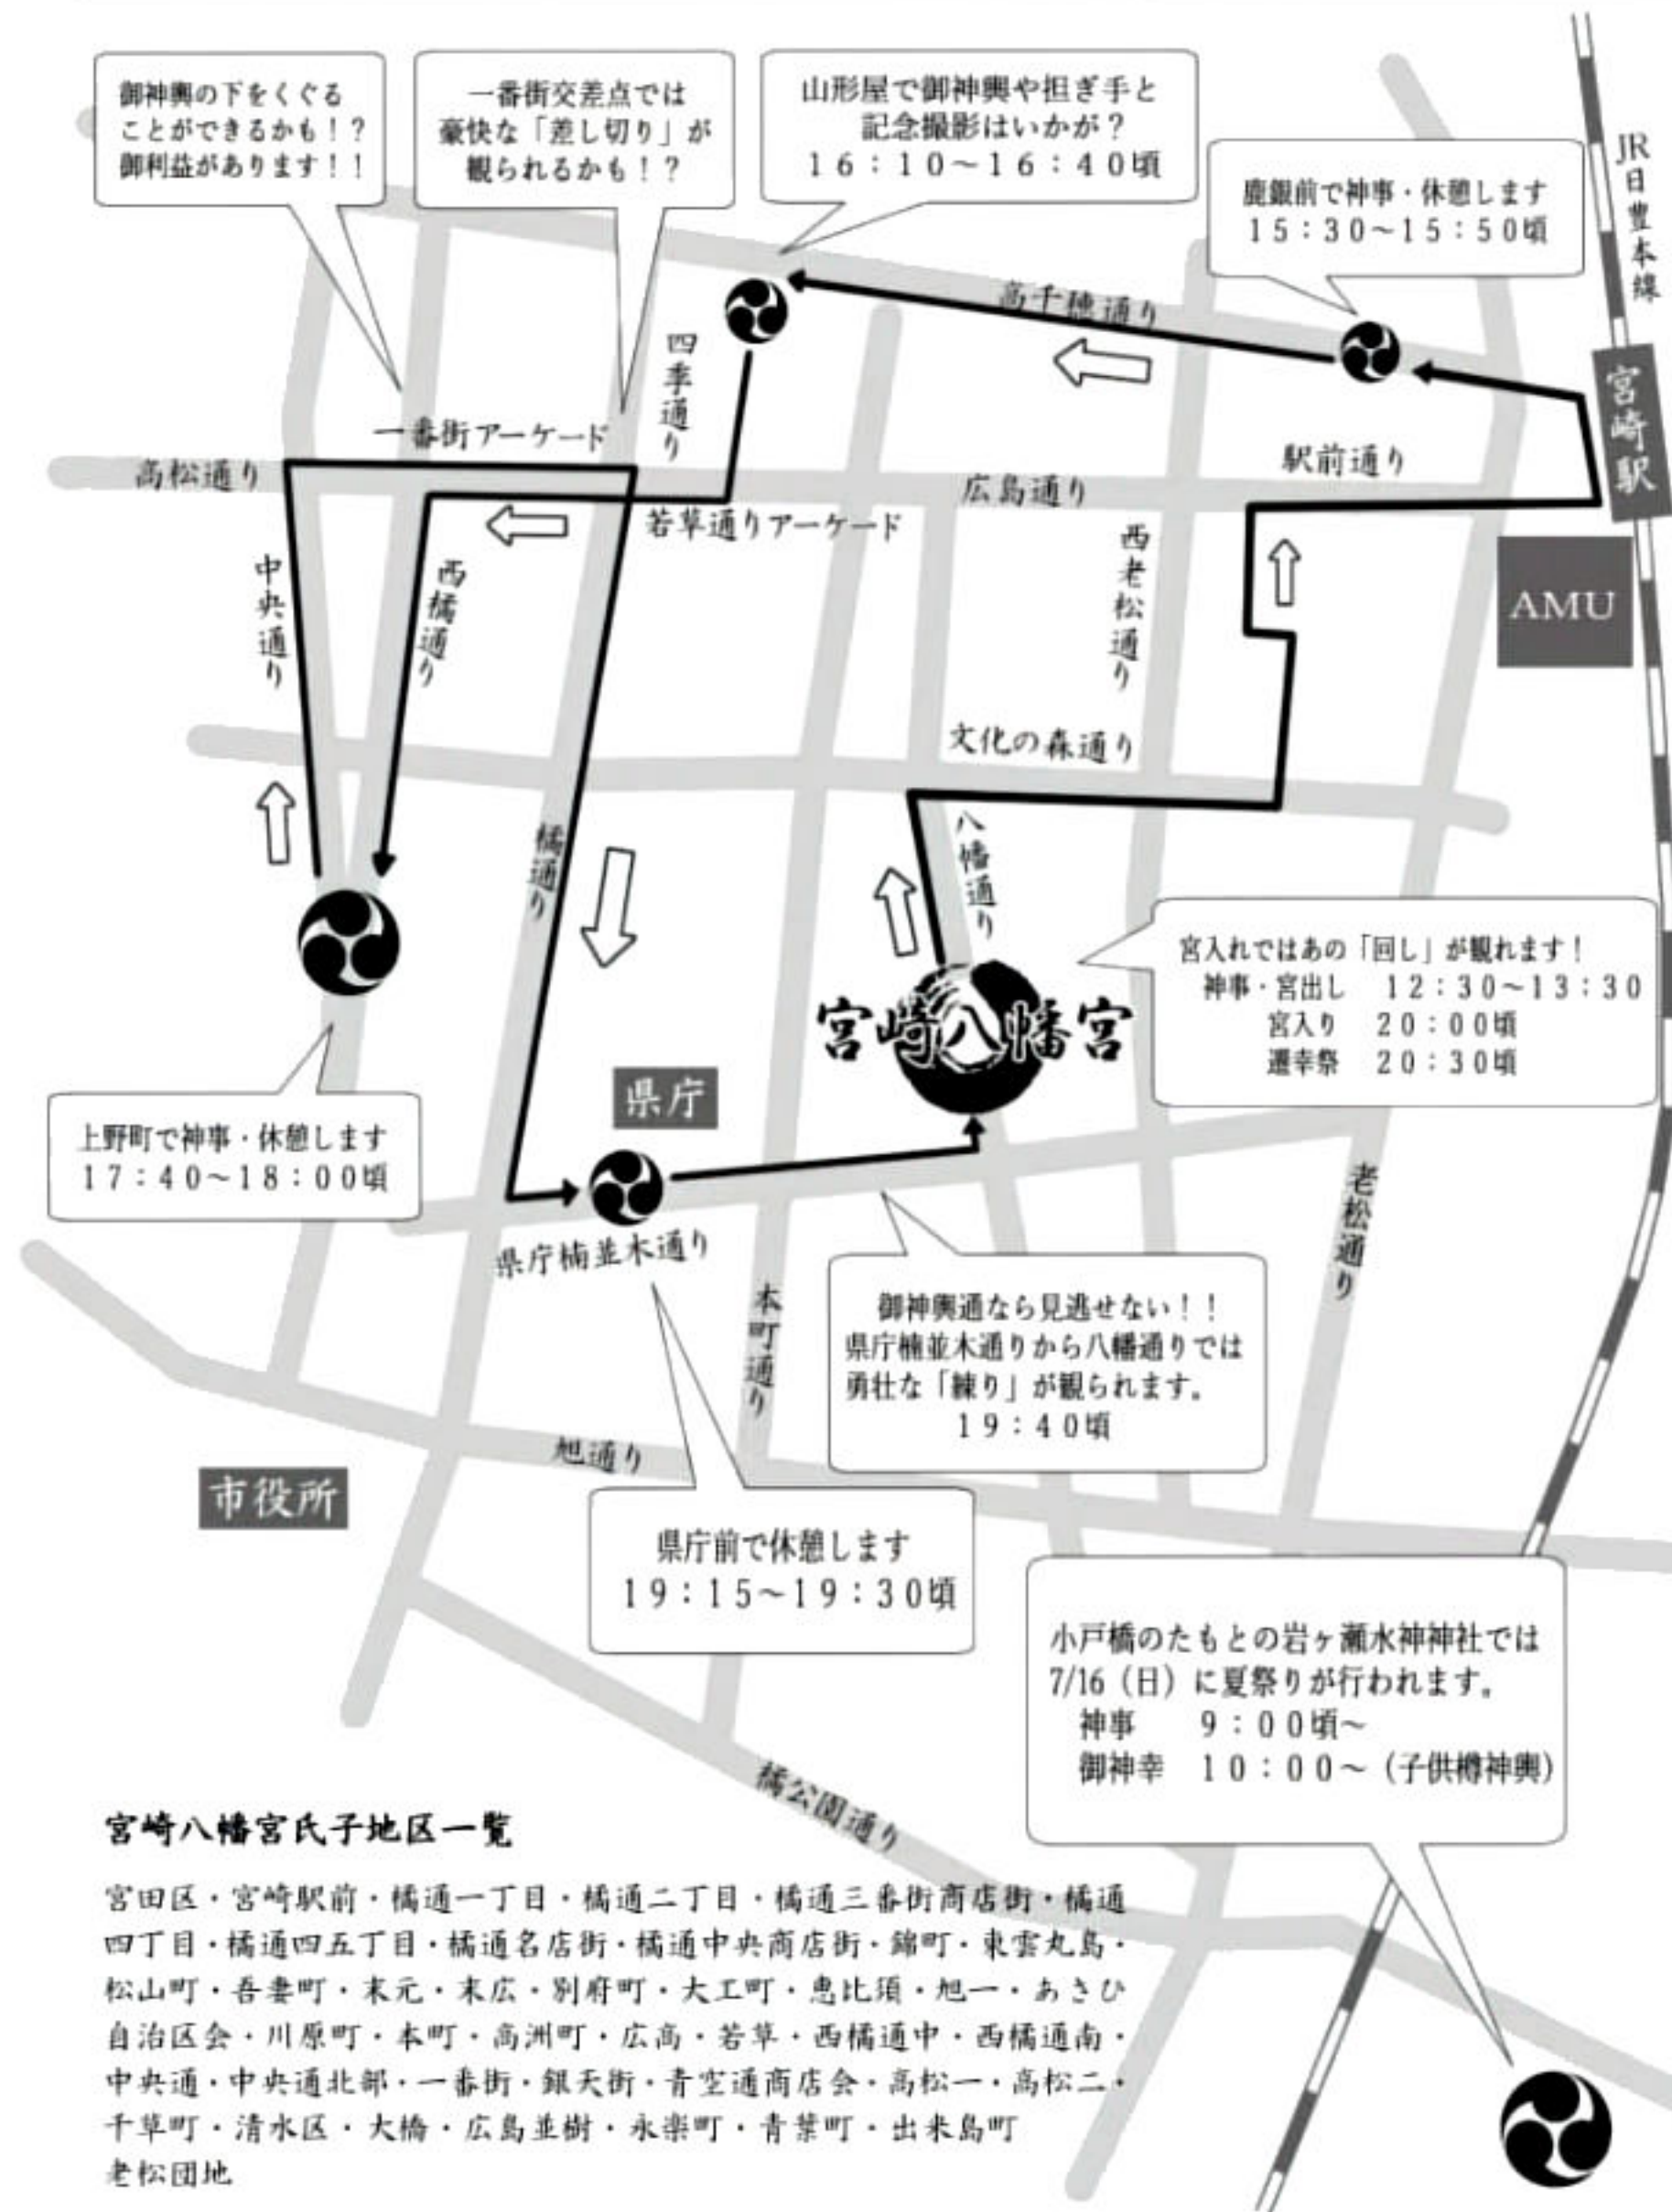 御神輿の下をくぐる
ことができるかも！？
御利益があります！！
一番街交差点では
豪快な「差し切り」が
観られるかも！？
山形屋で御神輿や担ぎ手と
記念撮影はいかが？
１６：１０～１６：４０頃
鹿銀前で神事・休憩します
１５：３０～１５：５０頃
JR日豊本線
宮崎駅
高千穂通り
四季通り
一番街アーケード
高松通り
駅前通り
広島通り
若草通りアーケード
西老松通り
AMU
中央通り
西橘通り
文化の森通り
橘通り
八幡通り
宮崎八幡宮
宮入れではあの「回し」が観れます！
神事・宮出し　１２：３０～１３：３０
宮入り　２０：００頃
還幸祭　２０：３０頃
県庁
上野町で神事・休憩します
１７：４０～１８：００頃
県庁楠並木通り
老松通り
本町通り
御神輿通なら見逃せない！！
県庁楠並木通りから八幡通りでは
勇壮な「練り」が観られます。
１９：４０頃
旭通り
市役所
県庁前で休憩します
１９：１５～１９：３０頃
小戸橋のたもとの岩ヶ瀬水神神社では
7/16（日）に夏祭りが行われます。
神事　９：００頃～
御神幸　１０：００～（子供樽神輿）
橘公園通り
宮崎八幡宮氏子地区一覧
宮田区・宮崎駅前・橘通一丁目・橘通二丁目・橘通三番街商店街・橘通
四丁目・橘通四五丁目・橘通名店街・橘通中央商店街・錦町・東雲丸島・
松山町・吾妻町・末元・末広・別府町・大工町・恵比須・旭一・あさひ
自治区会・川原町・本町・高洲町・広高・若草・西橘通中・西橘通南・
中央通・中央通北部・一番街・銀天街・青空通商店会・高松一・高松二・
千草町・清水区・大橋・広島並樹・永楽町・青葉町・出来島町
老松団地